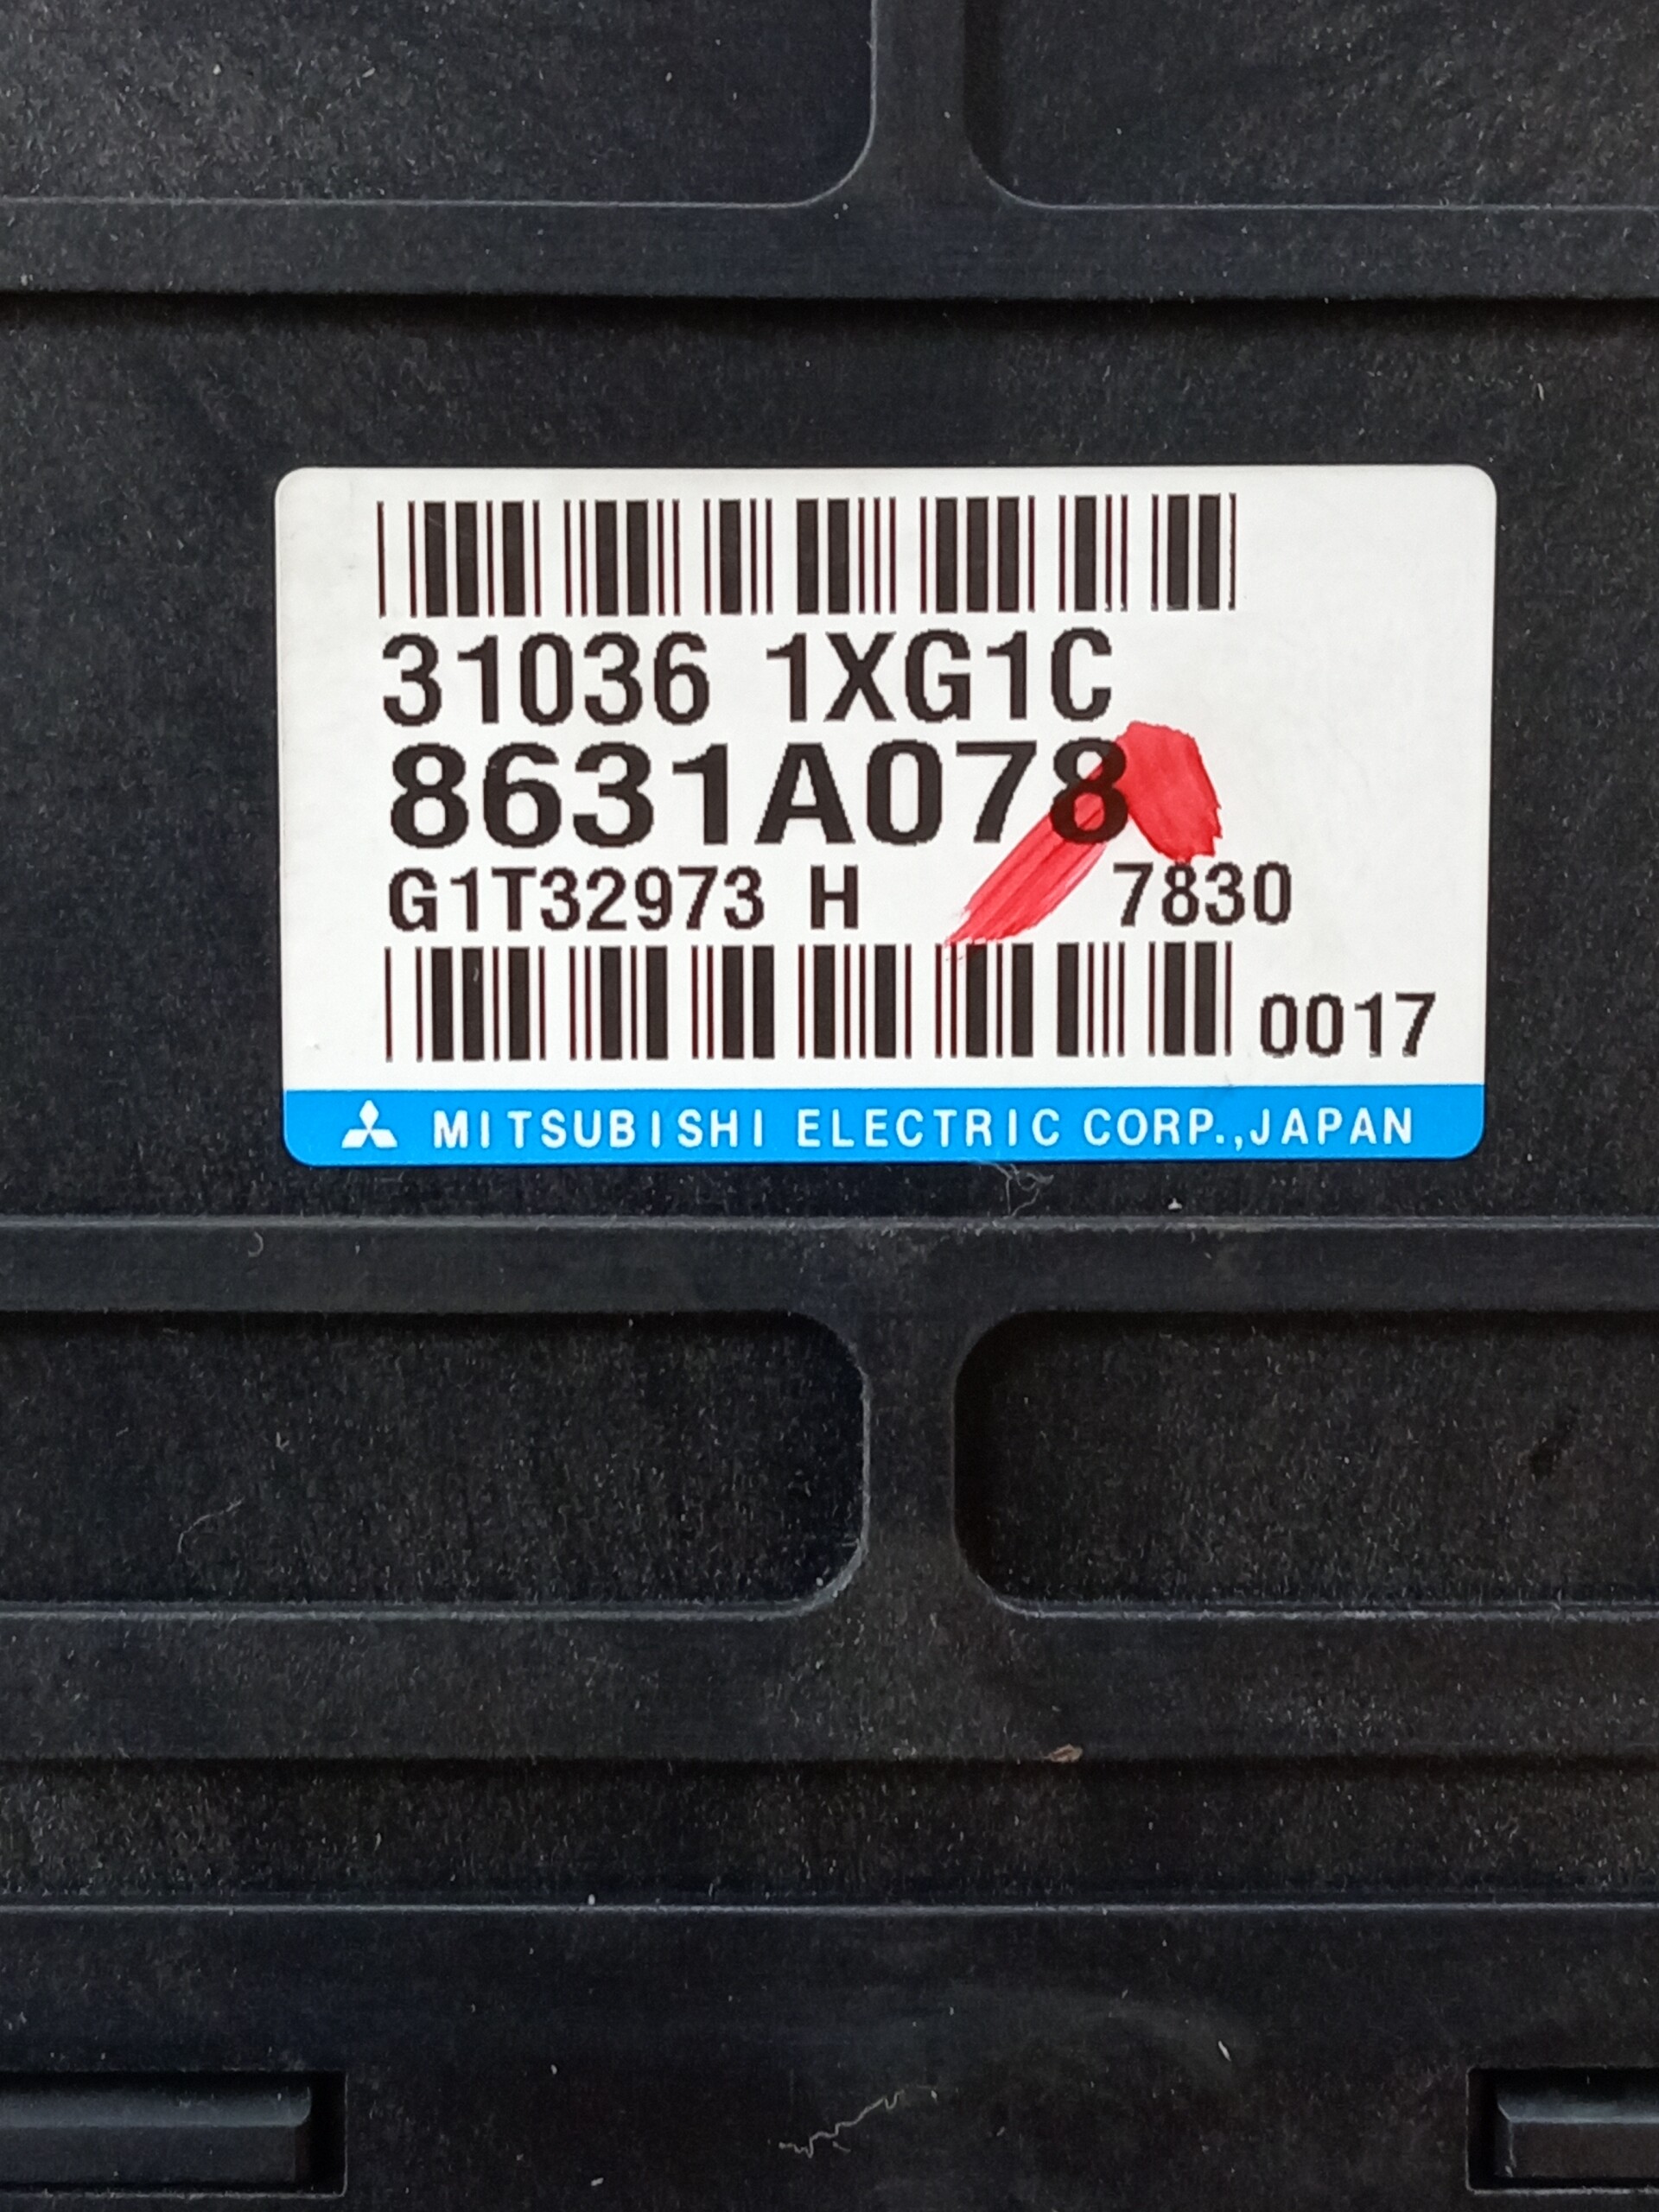 31036 1XG1C
8631A078
G1T32973 H 7830
0017
MITSUBISHI ELECTRIC CORP.,JAPAN